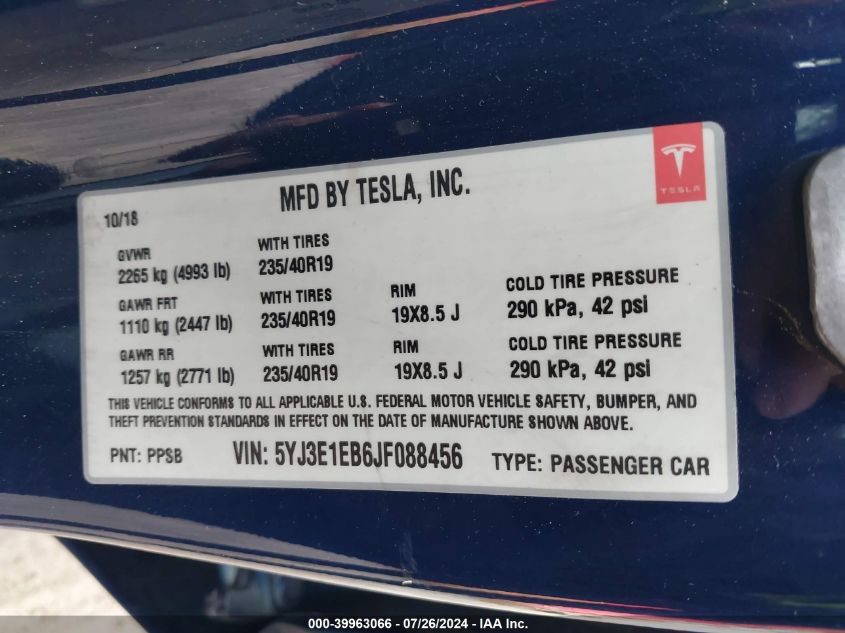 TESLA
MFD BY TESLA, INC.
10/18
GVWR WITH TIRES
2265 kg (4993 lb) 235/40R19
GAWR FRT WITH TIRES RIM COLD TIRE PRESSURE
1110 kg (2447 lb) 235/40R19 19X8.5 J 290 kPa, 42 psi
GAWR RR WITH TIRES RIM COLD TIRE PRESSURE
1257 kg (2771 lb) 235/40R19 19X8.5 J 290 kPa, 42 psi
THIS VEHICLE CONFORMS TO ALL APPLICABLE U.S. FEDERAL MOTOR VEHICLE SAFETY, BUMPER, AND
THEFT PREVENTION STANDARDS IN EFFECT ON THE DATE OF MANUFACTURE SHOWN ABOVE.
PNT: PPSB VIN: 5YJ3E1EB6JF088456 TYPE: PASSENGER CAR
000-39963066 - 07/26/2024 - IAA Inc.